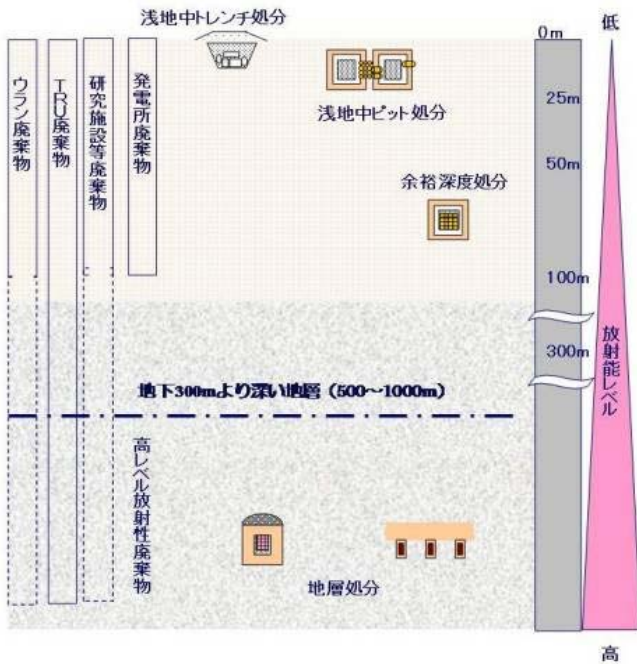 浅地中トレンチ処分
0m
低
ウラン廃棄物
TRU廃棄物
研究施設等廃棄物
発電所廃棄物
浅地中ピット処分
25m
50m
余裕深度処分
100m
300m
放射能レベル
地下300mより深い地層（500～1000m）
高レベル放射性廃棄物
地層処分
高